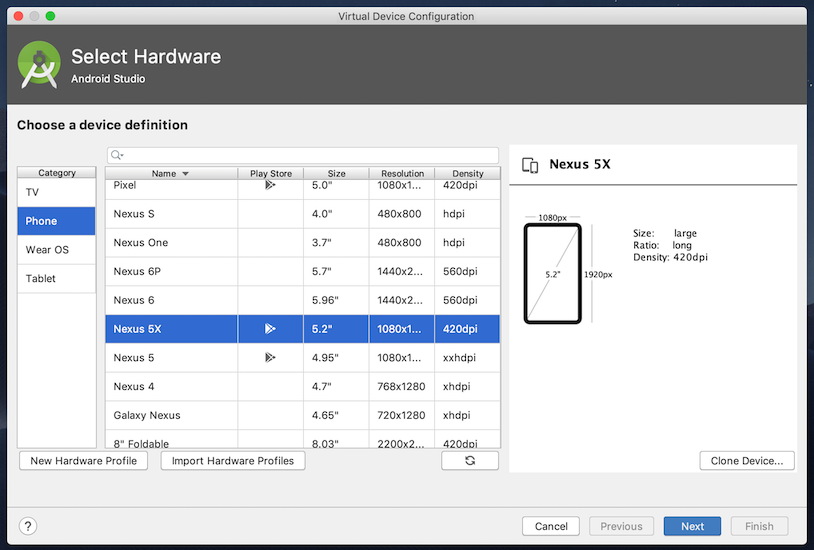 Virtual Device Configuration
Select Hardware
Android Studio
Choose a device definition
Category
TV
Phone
Wear OS
Tablet
Name Play Store Size Resolution Density
Pixel 5.0" 1080x1... 420dpi
Nexus S 4.0" 480x800 hdpi
Nexus One 3.7" 480x800 hdpi
Nexus 6P 5.7" 1440x2... 560dpi
Nexus 6 5.96" 1440x2... 560dpi
Nexus 5X 5.2" 1080x1... 420dpi
Nexus 5 4.95" 1080x1... xxhdpi
Nexus 4 4.7" 768x1280 xhdpi
Galaxy Nexus 4.65" 720x1280 xhdpi
8" Foldable 8.03" 2200x2... 420dpi
New Hardware Profile
Import Hardware Profiles
Nexus 5X
1080px
5.2"
1920px
Size: large
Ratio: long
Density: 420dpi
Clone Device...
?
Cancel
Previous
Next
Finish